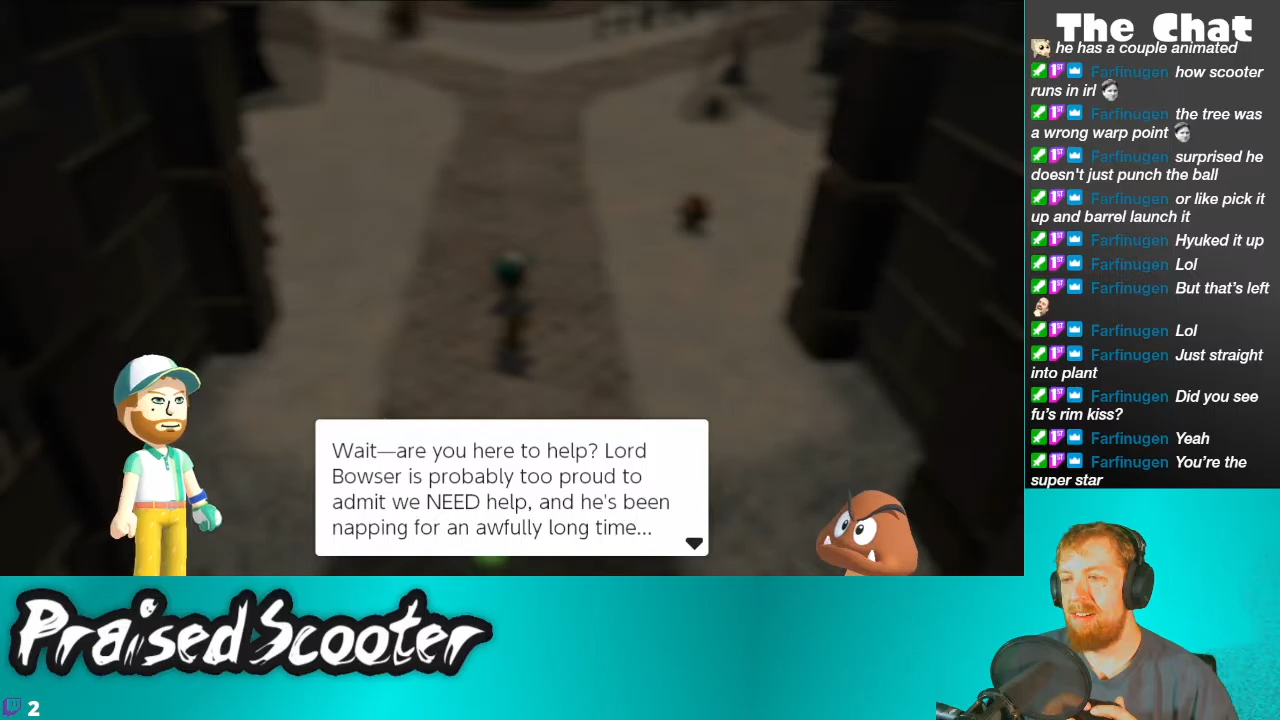 The Chat
he has a couple animated
Farfinugen how scooter
runs in irl
Farfinugen the tree was
a wrong warp point
Farfinugen surprised he
doesn't just punch the ball
Farfinugen or like pick it
up and barrel launch it
Farfinugen Hyuked it up
Farfinugen Lol
Farfinugen But that's left
Farfinugen Lol
Farfinugen Just straight
into plant
Farfinugen Did you see
fu's rim kiss?
Farfinugen Yeah
Farfinugen You're the
super star
Wait—are you here to help? Lord
Bowser is probably too proud to
admit we NEED help, and he's been
napping for an awfully long time...
PraisedScooter
2